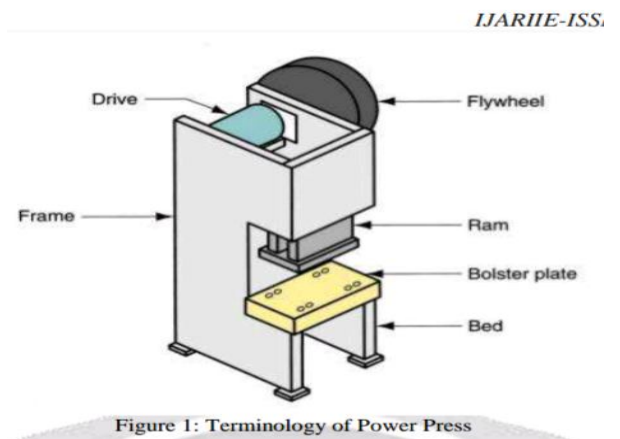 IJARIIE-ISS
Drive
Flywheel
Frame
Ram
Bolster plate
Bed
Figure 1: Terminology of Power Press